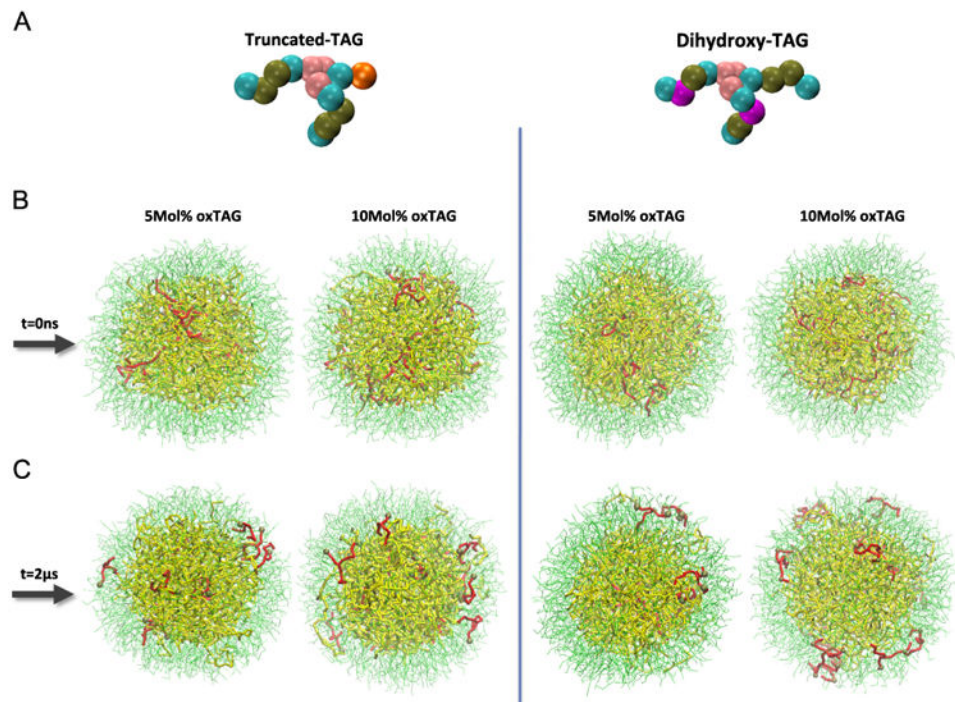 A
Truncated-TAG
Dihydroxy-TAG
B
5Mol% oxTAG
10Mol% oxTAG
5Mol% oxTAG
10Mol% oxTAG
t=0ns
C
t=2µs